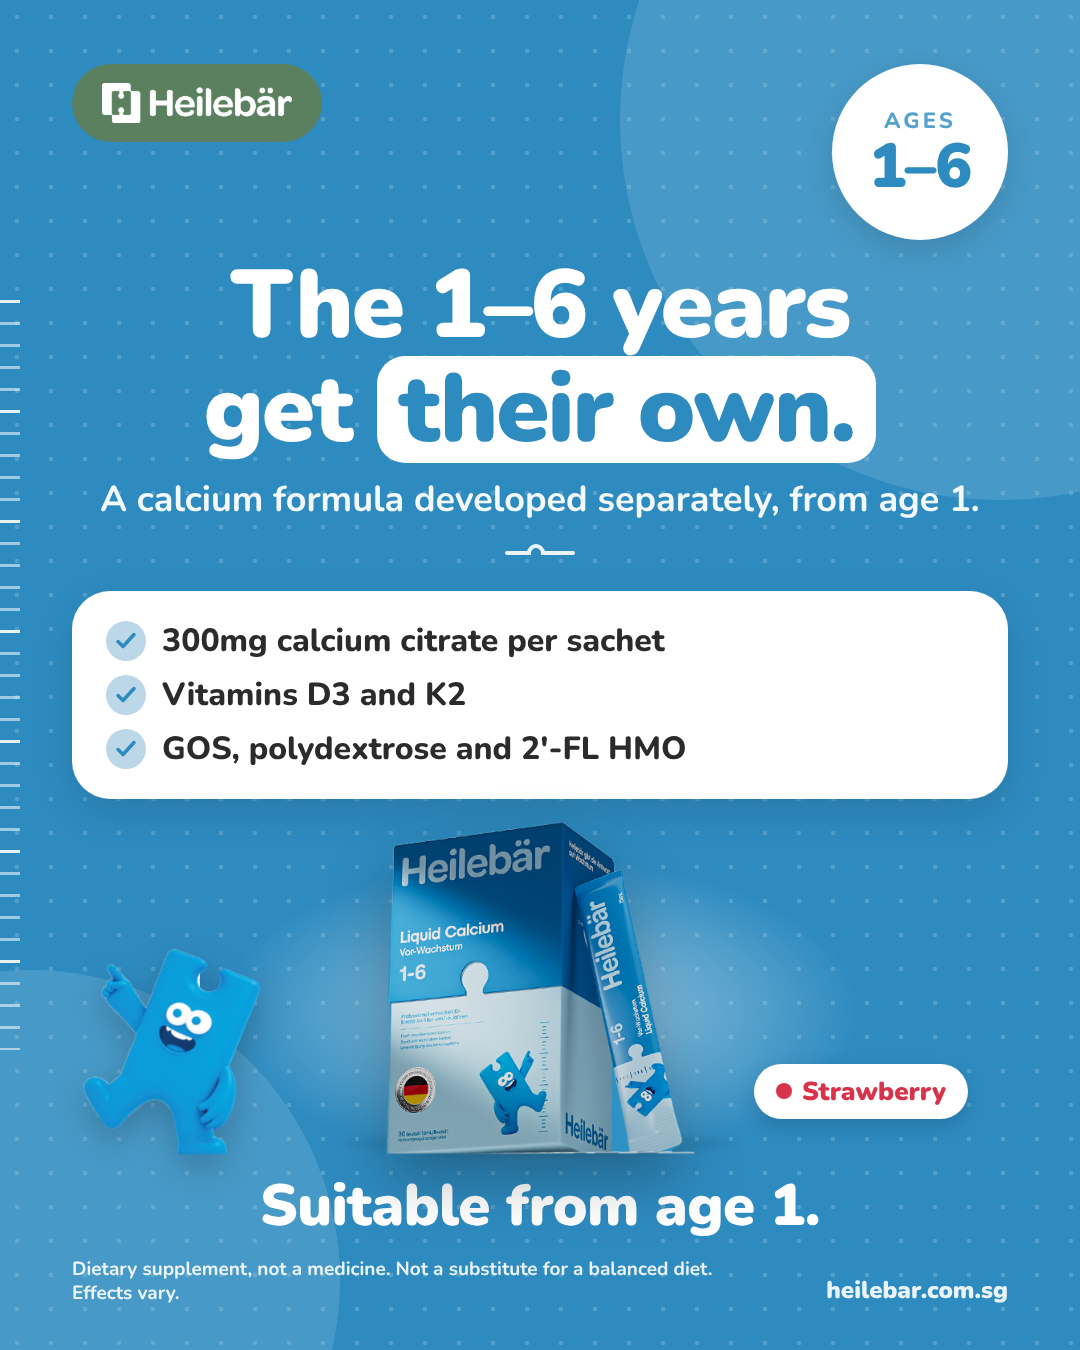 Heilebär
AGES
1–6
The 1–6 years
get their own.
A calcium formula developed separately, from age 1.
300mg calcium citrate per sachet
Vitamins D3 and K2
GOS, polydextrose and 2'-FL HMO
Heilebär
Liquid Calcium
Vor-Wachstum
1-6
Heilebär
Heilebär
1-6
Vor-Wachstum
Liquid Calcium
Strawberry
Suitable from age 1.
Dietary supplement, not a medicine. Not a substitute for a balanced diet.
Effects vary.
heilebar.com.sg